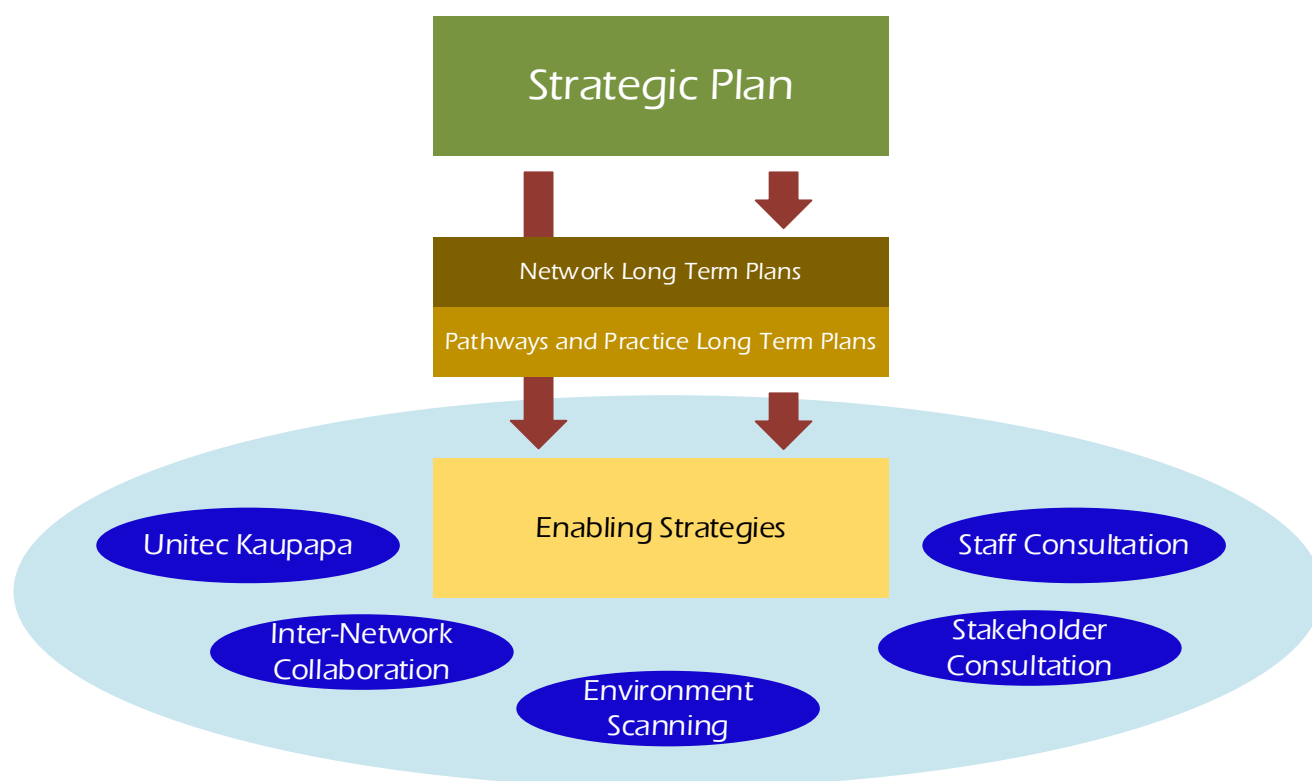 Strategic Plan
Network Long Term Plans
Pathways and Practice Long Term Plans
Enabling Strategies
Unitec Kaupapa
Staff Consultation
Inter-Network
Collaboration
Stakeholder
Consultation
Environment
Scanning